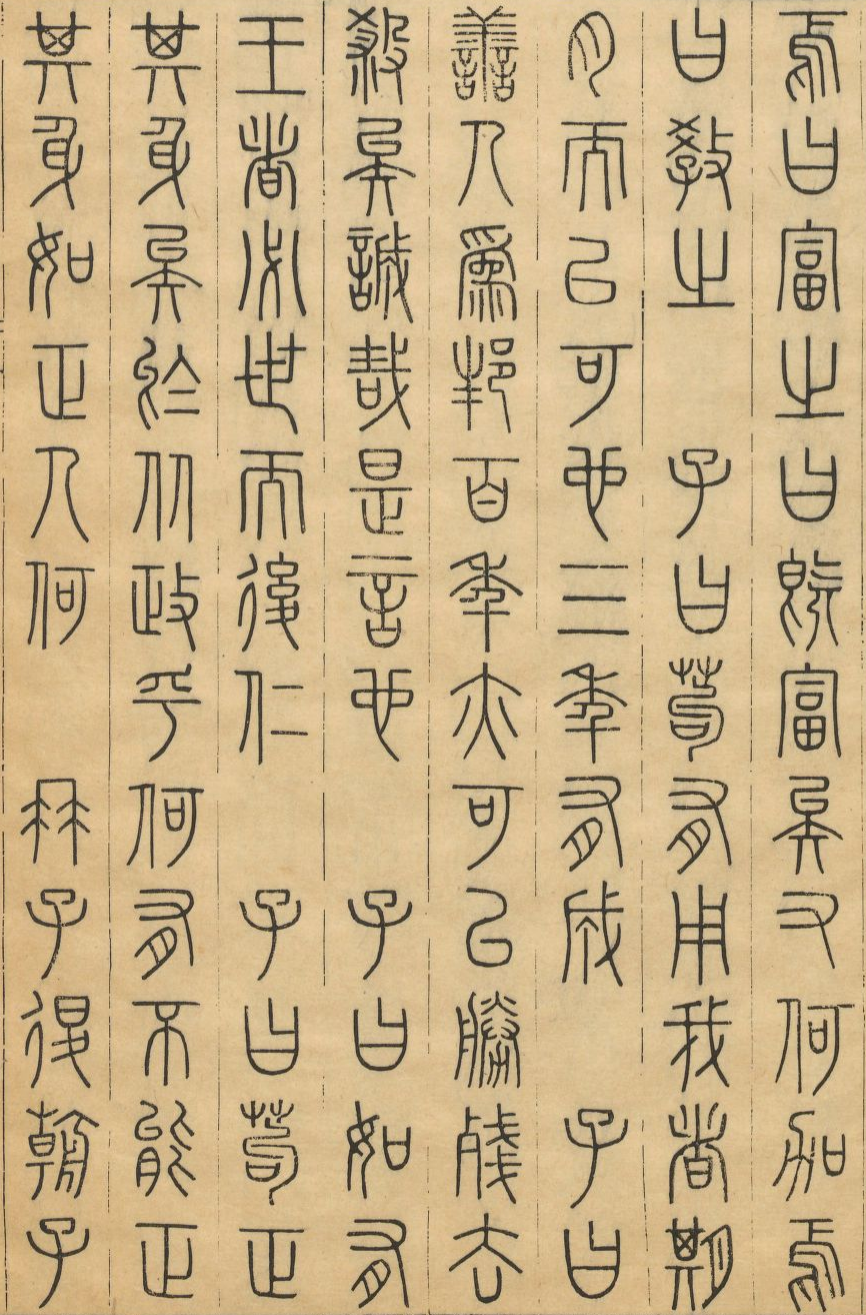 焉曰富之曰既富矣又何加焉
曰教之　子曰苟有用我者期
月而已可也三年有成　子曰
善人為邦百年亦可以勝殘去
殺矣誠哉是言也　子曰如有
王者必世而後仁　子曰苟正
其身矣於从政乎何有不能正
其身如正人何　冉子退朝子